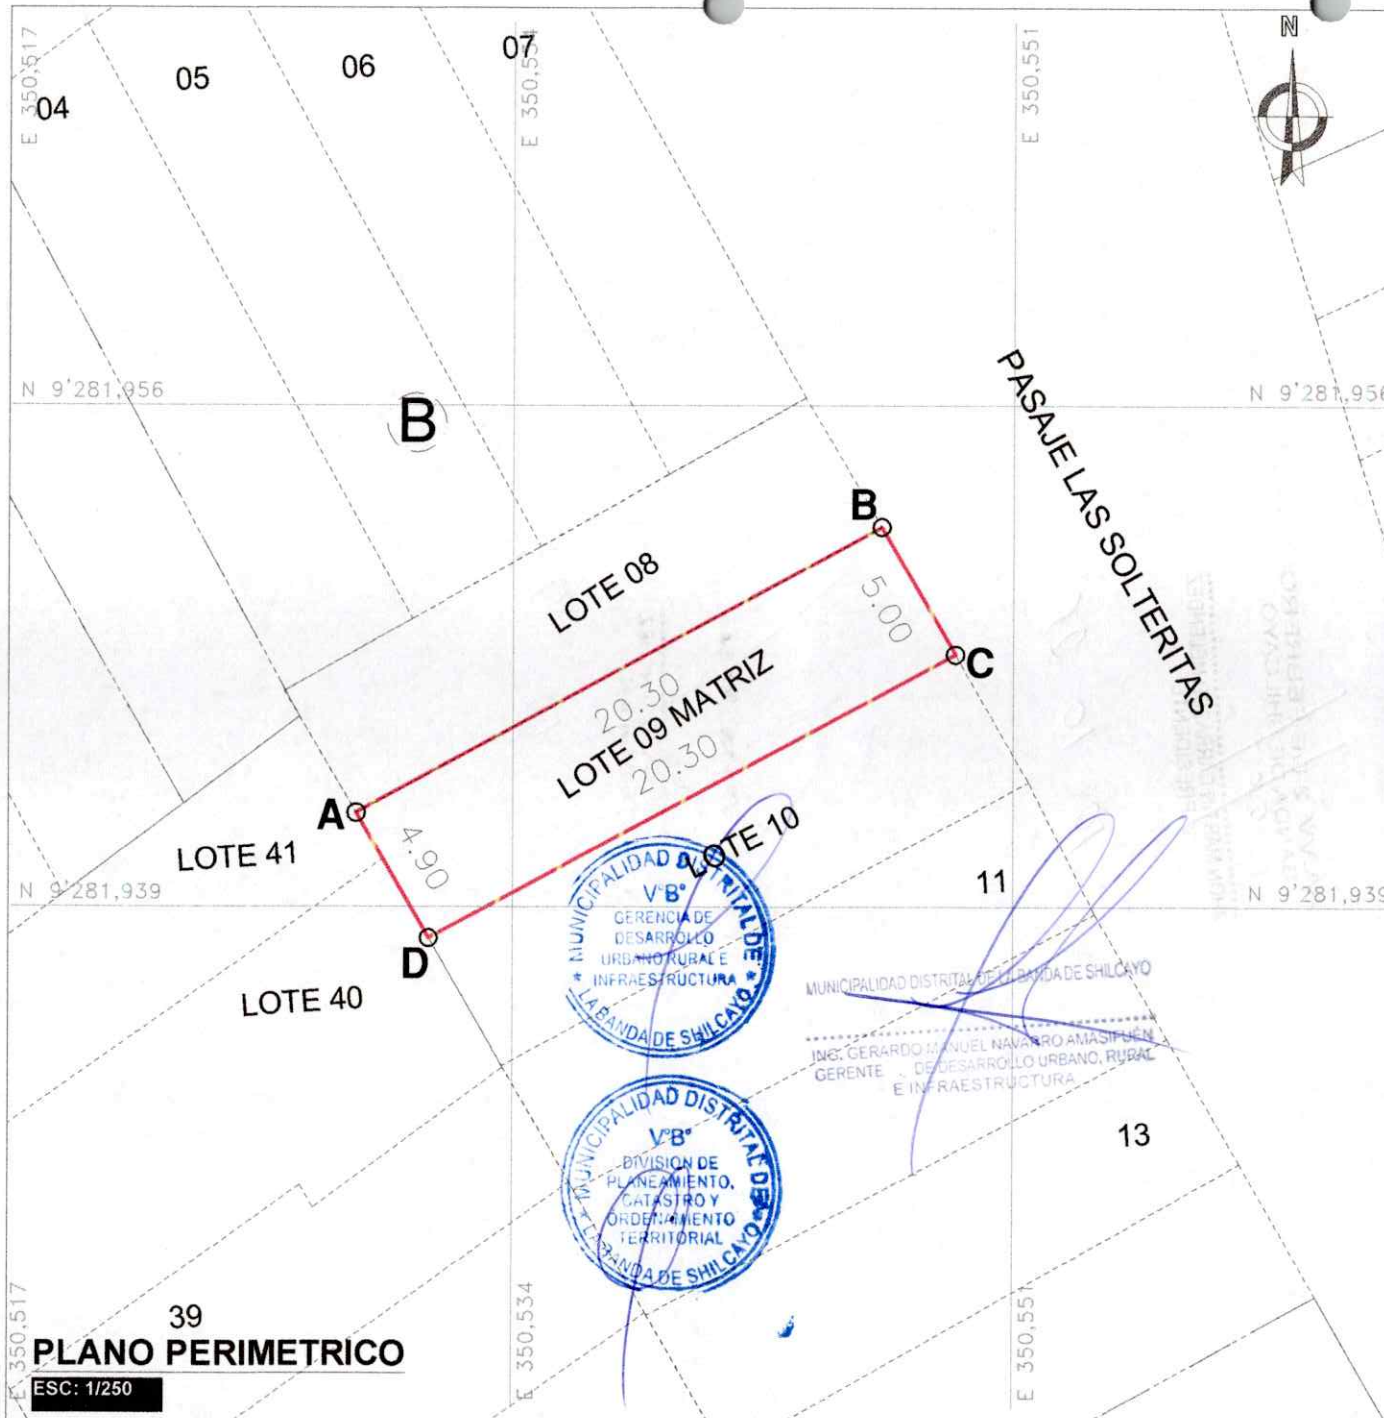 E 350,517
E 350,534
E 350,551
N
04
05
06
07
N 9'281,956
N 9'281,956
B
PASAJE LAS SOLTERITAS
B
LOTE 08
5.00
C
20.30
LOTE 09 MATRIZ
20.30
A
4.90
LOTE 41
LOTE 10
N 9'281,939
N 9'281,939
11
D
LOTE 40
MUNICIPALIDAD DISTRITAL DE
V°B°
GERENCIA DE
DESARROLLO
URBANO RURAL E
INFRAESTRUCTURA
LA BANDA DE SHILCAYO
MUNICIPALIDAD DISTRITAL DE LA BANDA DE SHILCAYO
ING. GERARDO MANUEL NAVARRO AMASIFUÉN
GERENTE DE DESARROLLO URBANO, RURAL
E INFRAESTRUCTURA
MUNICIPALIDAD DISTRITAL DE
V°B°
DIVISION DE
PLANEAMIENTO,
CATASTRO Y
ORDENAMIENTO
TERRITORIAL
LA BANDA DE SHILCAYO
13
39
E 350,517
E 350,534
E 350,551
PLANO PERIMETRICO
ESC: 1/250